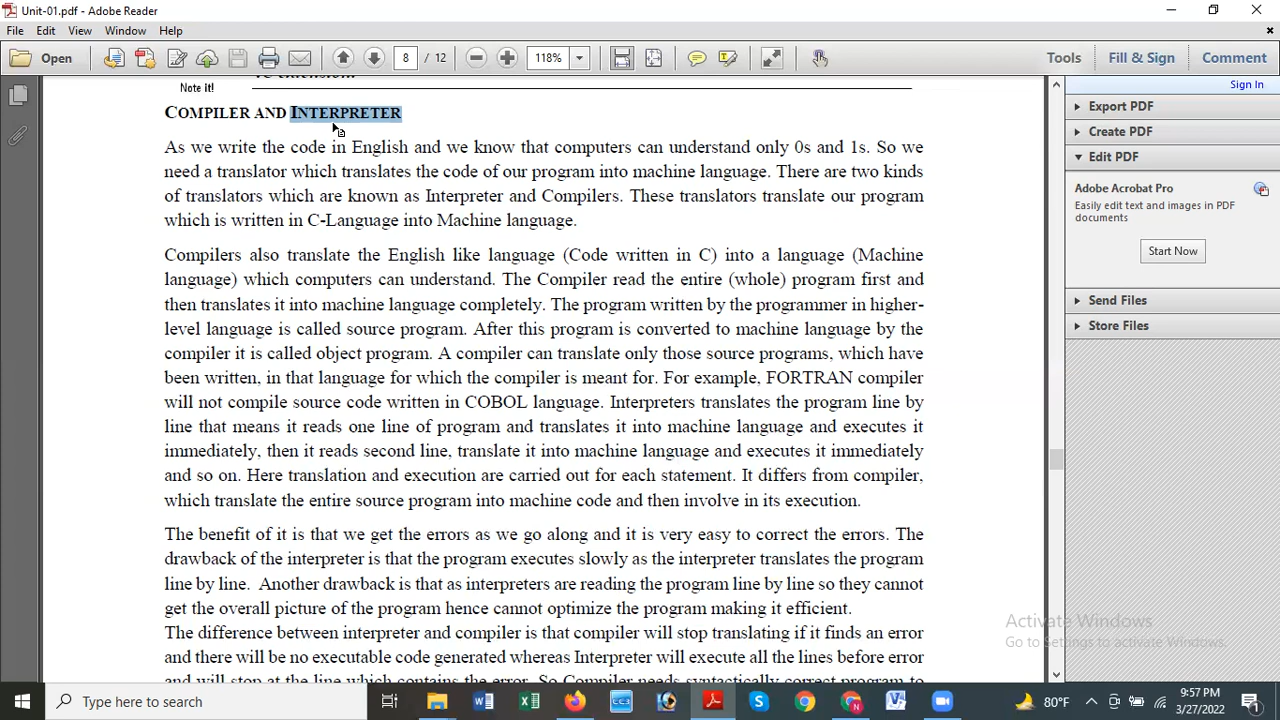 Unit-01.pdf - Adobe Reader
File Edit View Window Help
Open 8 / 12 118% Tools Fill & Sign Comment
Note it!
Sign In
COMPILER AND INTERPRETER
As we write the code in English and we know that computers can understand only 0s and 1s. So we
need a translator which translates the code of our program into machine language. There are two kinds
of translators which are known as Interpreter and Compilers. These translators translate our program
which is written in C-Language into Machine language.
Compilers also translate the English like language (Code written in C) into a language (Machine
language) which computers can understand. The Compiler read the entire (whole) program first and
then translates it into machine language completely. The program written by the programmer in higher-
level language is called source program. After this program is converted to machine language by the
compiler it is called object program. A compiler can translate only those source programs, which have
been written, in that language for which the compiler is meant for. For example, FORTRAN compiler
will not compile source code written in COBOL language. Interpreters translates the program line by
line that means it reads one line of program and translates it into machine language and executes it
immediately, then it reads second line, translate it into machine language and executes it immediately
and so on. Here translation and execution are carried out for each statement. It differs from compiler,
which translate the entire source program into machine code and then involve in its execution.
The benefit of it is that we get the errors as we go along and it is very easy to correct the errors. The
drawback of the interpreter is that the program executes slowly as the interpreter translates the program
line by line. Another drawback is that as interpreters are reading the program line by line so they cannot
get the overall picture of the program hence cannot optimize the program making it efficient.
The difference between interpreter and compiler is that compiler will stop translating if it finds an error
and there will be no executable code generated whereas Interpreter will execute all the lines before error
and will stop at the line which contains the error. So Compiler needs syntactically correct program to
Export PDF
Create PDF
Edit PDF
Adobe Acrobat Pro
Easily edit text and images in PDF
documents
Start Now
Send Files
Store Files
Activate Windows
Go to Settings to activate Windows.
Type here to search
80°F
9:57 PM
3/27/2022